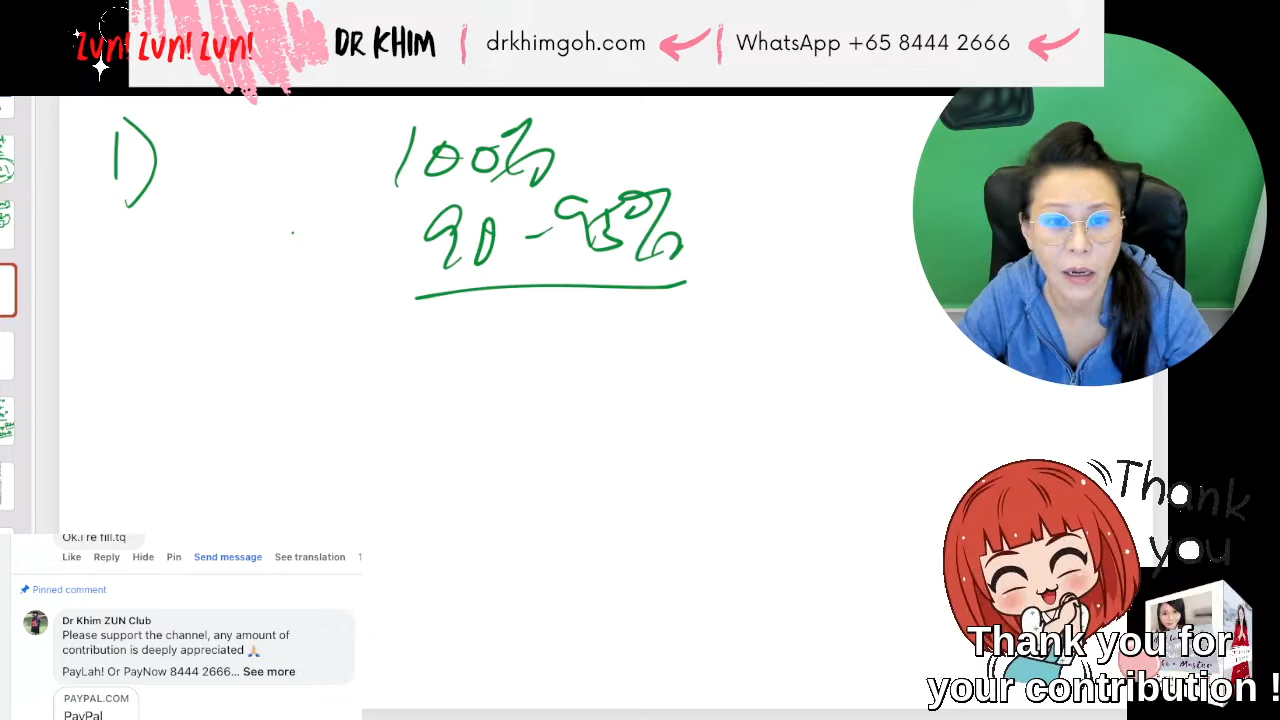 ZUN! ZUN! ZUN!
DR KHIM
drkhimgoh.com
WhatsApp +65 8444 2666
1)
100%
90 - 95%
Ok.i re fill.tq
Like Reply Hide Pin Send message See translation 1
Pinned comment
Dr Khim ZUN Club
Please support the channel, any amount of
contribution is deeply appreciated 🙏
PayLah! Or PayNow 8444 2666... See more
PAYPAL.COM
PayPal
Thank
you
Thank you for
your contribution !